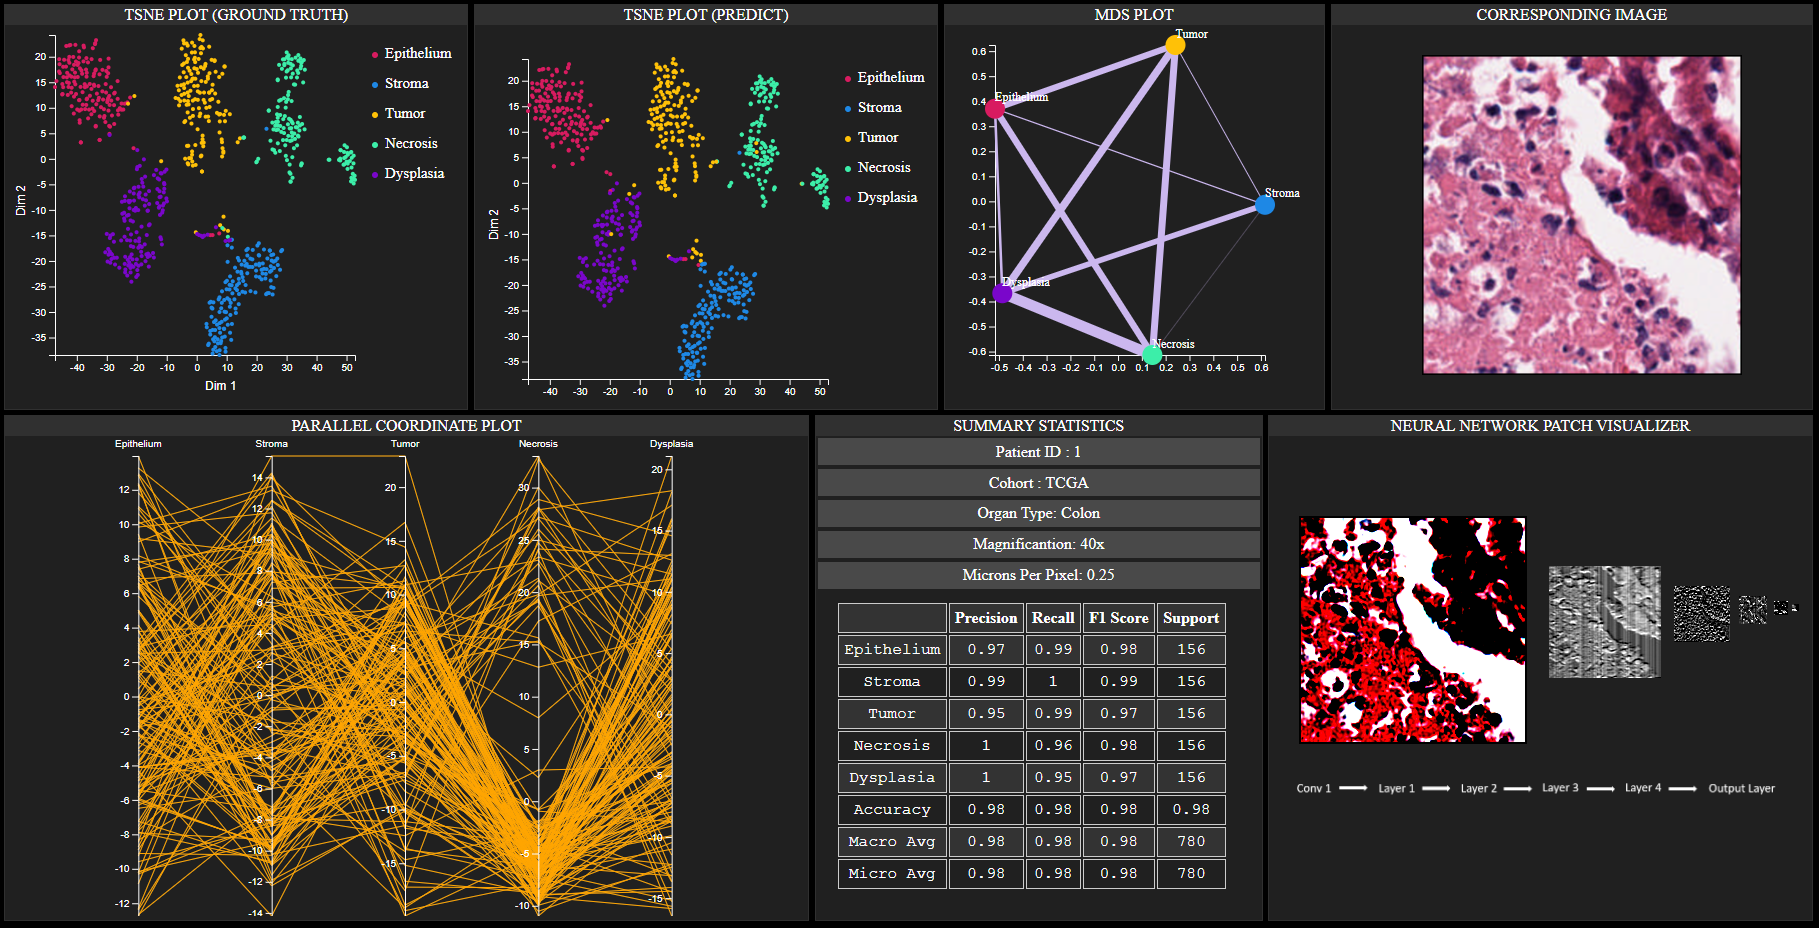 TSNE PLOT (GROUND TRUTH)
20
15
10
5
0
-5
-10
-15
-20
-25
-30
-35
Dim 2
-40
-30
-20
-10
0
10
20
30
40
50
Dim 1
Epithelium
Stroma
Tumor
Necrosis
Dysplasia
TSNE PLOT (PREDICT)
20
15
10
5
0
-5
-10
-15
-20
-25
-30
-35
Dim 2
-40
-30
-20
-10
0
10
20
30
40
50
Epithelium
Stroma
Tumor
Necrosis
Dysplasia
MDS PLOT
0.6
0.5
0.4
0.3
0.2
0.1
0.0
-0.1
-0.2
-0.3
-0.4
-0.5
-0.6
-0.5
-0.4
-0.3
-0.2
-0.1
0.0
0.1
0.2
0.3
0.4
0.5
0.6
Tumor
Epithelium
Stroma
Dysplasia
Necrosis
CORRESPONDING IMAGE
PARALLEL COORDINATE PLOT
Epithelium
12
10
8
6
4
2
0
-2
-4
-6
-8
-10
-12
Stroma
14
12
10
8
6
4
2
0
-2
-4
-6
-8
-10
-12
-14
Tumor
20
15
10
5
0
-5
-10
-15
Necrosis
30
25
20
15
10
5
0
-5
-10
Dysplasia
20
15
10
5
0
-5
-10
-15
SUMMARY STATISTICS
Patient ID : 1
Cohort : TCGA
Organ Type: Colon
Magnificantion: 40x
Microns Per Pixel: 0.25
Precision Recall F1 Score Support
Epithelium 0.97 0.99 0.98 156
Stroma 0.99 1 0.99 156
Tumor 0.95 0.99 0.97 156
Necrosis 1 0.96 0.98 156
Dysplasia 1 0.95 0.97 156
Accuracy 0.98 0.98 0.98 0.98
Macro Avg 0.98 0.98 0.98 780
Micro Avg 0.98 0.98 0.98 780
NEURAL NETWORK PATCH VISUALIZER
Conv 1 Layer 1 Layer 2 Layer 3 Layer 4 Output Layer